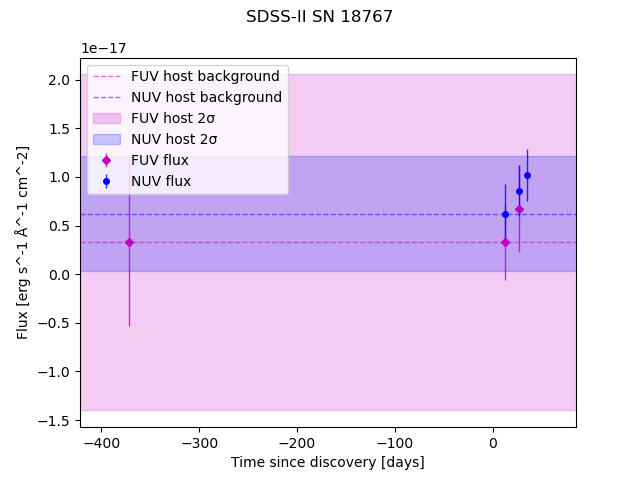 SDSS-II SN 18767
1e−17
FUV host background
NUV host background
FUV host 2σ
NUV host 2σ
FUV flux
NUV flux
2.0
1.5
1.0
0.5
0.0
−0.5
−1.0
−1.5
Flux [erg s^-1 Å^-1 cm^-2]
−400
−300
−200
−100
0
Time since discovery [days]